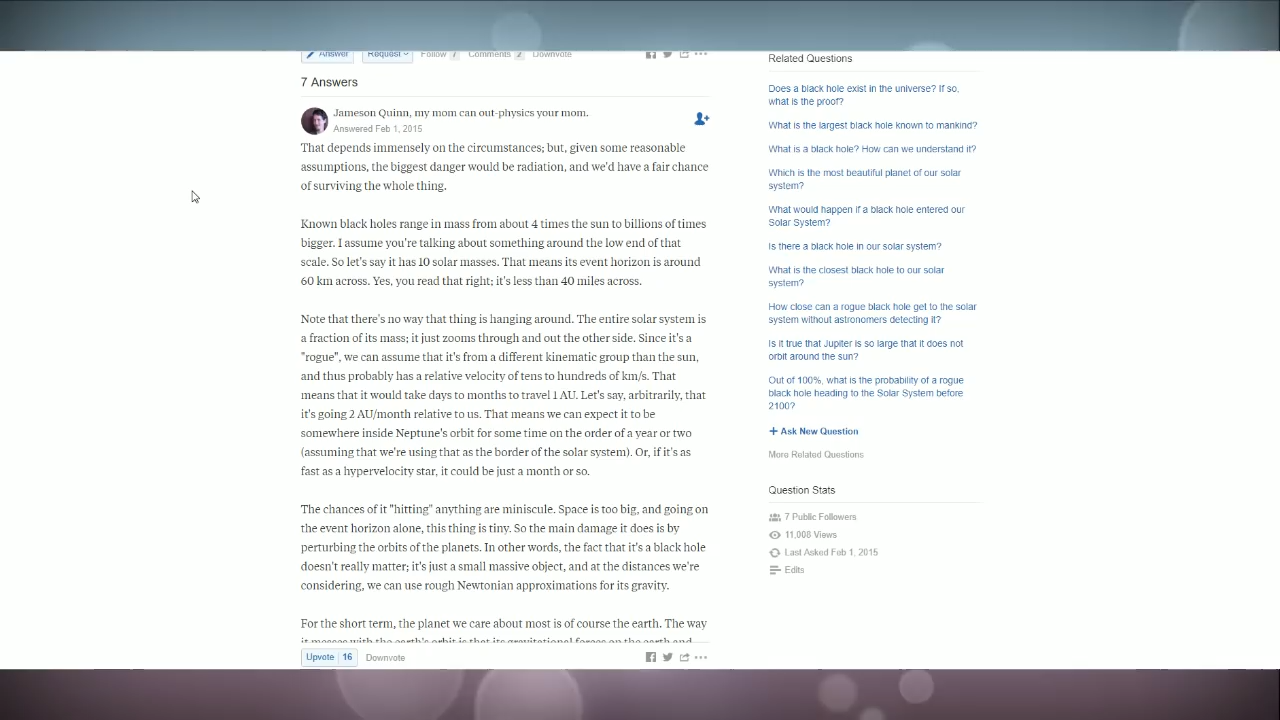 Answer
Request
Follow 7
Comments 2
Downvote
7 Answers
Jameson Quinn, my mom can out-physics your mom.
Answered Feb 1, 2015
That depends immensely on the circumstances; but, given some reasonable
assumptions, the biggest danger would be radiation, and we'd have a fair chance
of surviving the whole thing.
Known black holes range in mass from about 4 times the sun to billions of times
bigger. I assume you're talking about something around the low end of that
scale. So let's say it has 10 solar masses. That means its event horizon is around
60 km across. Yes, you read that right; it's less than 40 miles across.
Note that there's no way that thing is hanging around. The entire solar system is
a fraction of its mass; it just zooms through and out the other side. Since it's a
"rogue", we can assume that it's from a different kinematic group than the sun,
and thus probably has a relative velocity of tens to hundreds of km/s. That
means that it would take days to months to travel 1 AU. Let's say, arbitrarily, that
it's going 2 AU/month relative to us. That means we can expect it to be
somewhere inside Neptune's orbit for some time on the order of a year or two
(assuming that we're using that as the border of the solar system). Or, if it's as
fast as a hypervelocity star, it could be just a month or so.
The chances of it "hitting" anything are miniscule. Space is too big, and going on
the event horizon alone, this thing is tiny. So the main damage it does is by
perturbing the orbits of the planets. In other words, the fact that it's a black hole
doesn't really matter; it's just a small massive object, and at the distances we're
considering, we can use rough Newtonian approximations for its gravity.
For the short term, the planet we care about most is of course the earth. The way
it messes with the earth's orbit is that its gravitational forces on the earth and
Upvote 16
Downvote
Related Questions
Does a black hole exist in the universe? If so,
what is the proof?
What is the largest black hole known to mankind?
What is a black hole? How can we understand it?
Which is the most beautiful planet of our solar
system?
What would happen if a black hole entered our
Solar System?
Is there a black hole in our solar system?
What is the closest black hole to our solar
system?
How close can a rogue black hole get to the solar
system without astronomers detecting it?
Is it true that Jupiter is so large that it does not
orbit around the sun?
Out of 100%, what is the probability of a rogue
black hole heading to the Solar System before
2100?
+ Ask New Question
More Related Questions
Question Stats
7 Public Followers
11,008 Views
Last Asked Feb 1, 2015
Edits